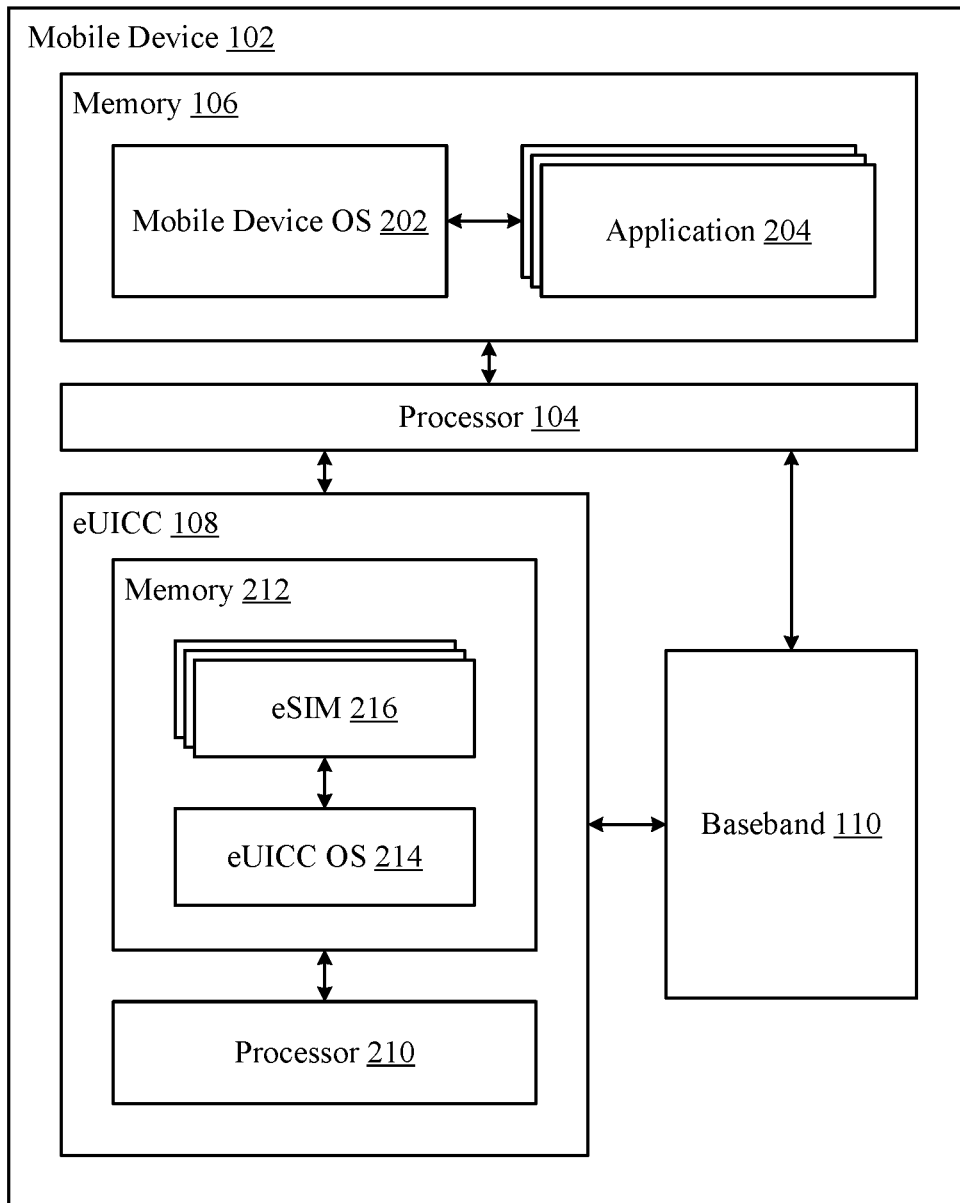 Mobile Device 102
Memory 106
Mobile Device OS 202
Application 204
Processor 104
eUICC 108
Memory 212
eSIM 216
eUICC OS 214
Baseband 110
Processor 210